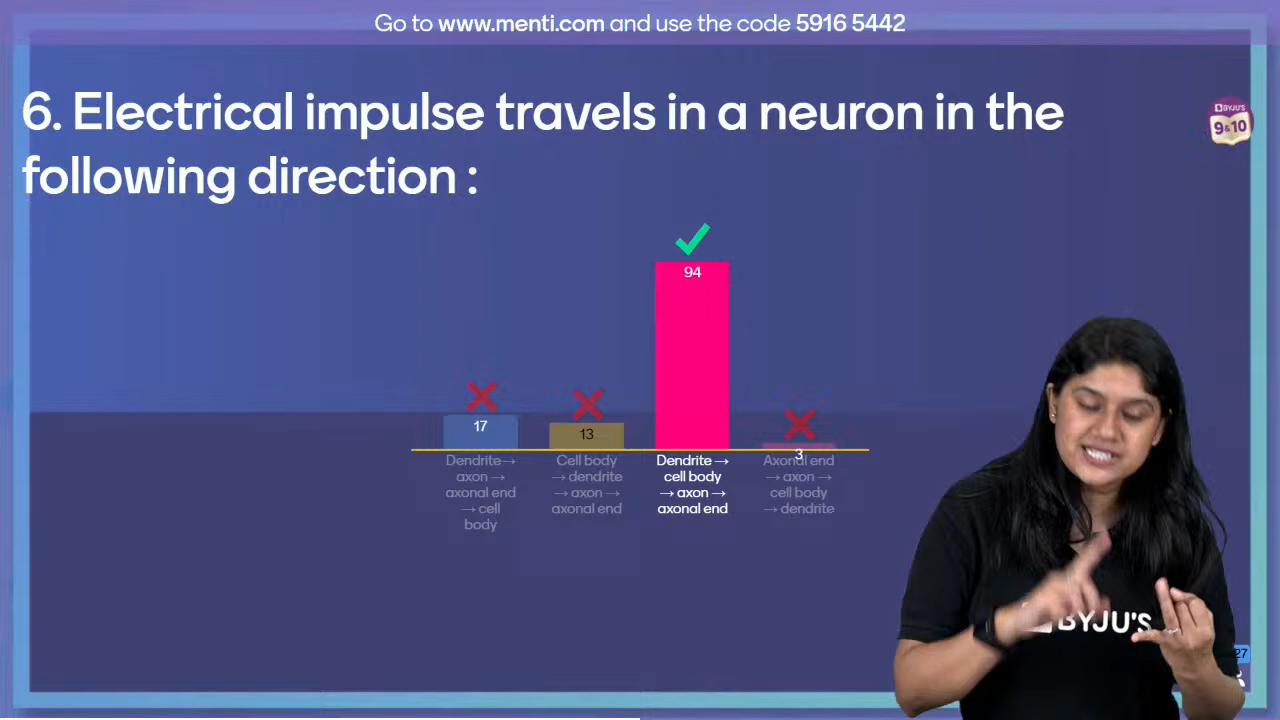 Go to www.menti.com and use the code 5916 5442
6. Electrical impulse travels in a neuron in the
following direction :
BYJU'S
9&10
94
17
13
3
Dendrite→
axon →
axonal end
→ cell
body
Cell body
→ dendrite
→ axon →
axonal end
Dendrite →
cell body
→ axon →
axonal end
Axonal end
→ axon →
cell body
→ dendrite
BYJU'S
27